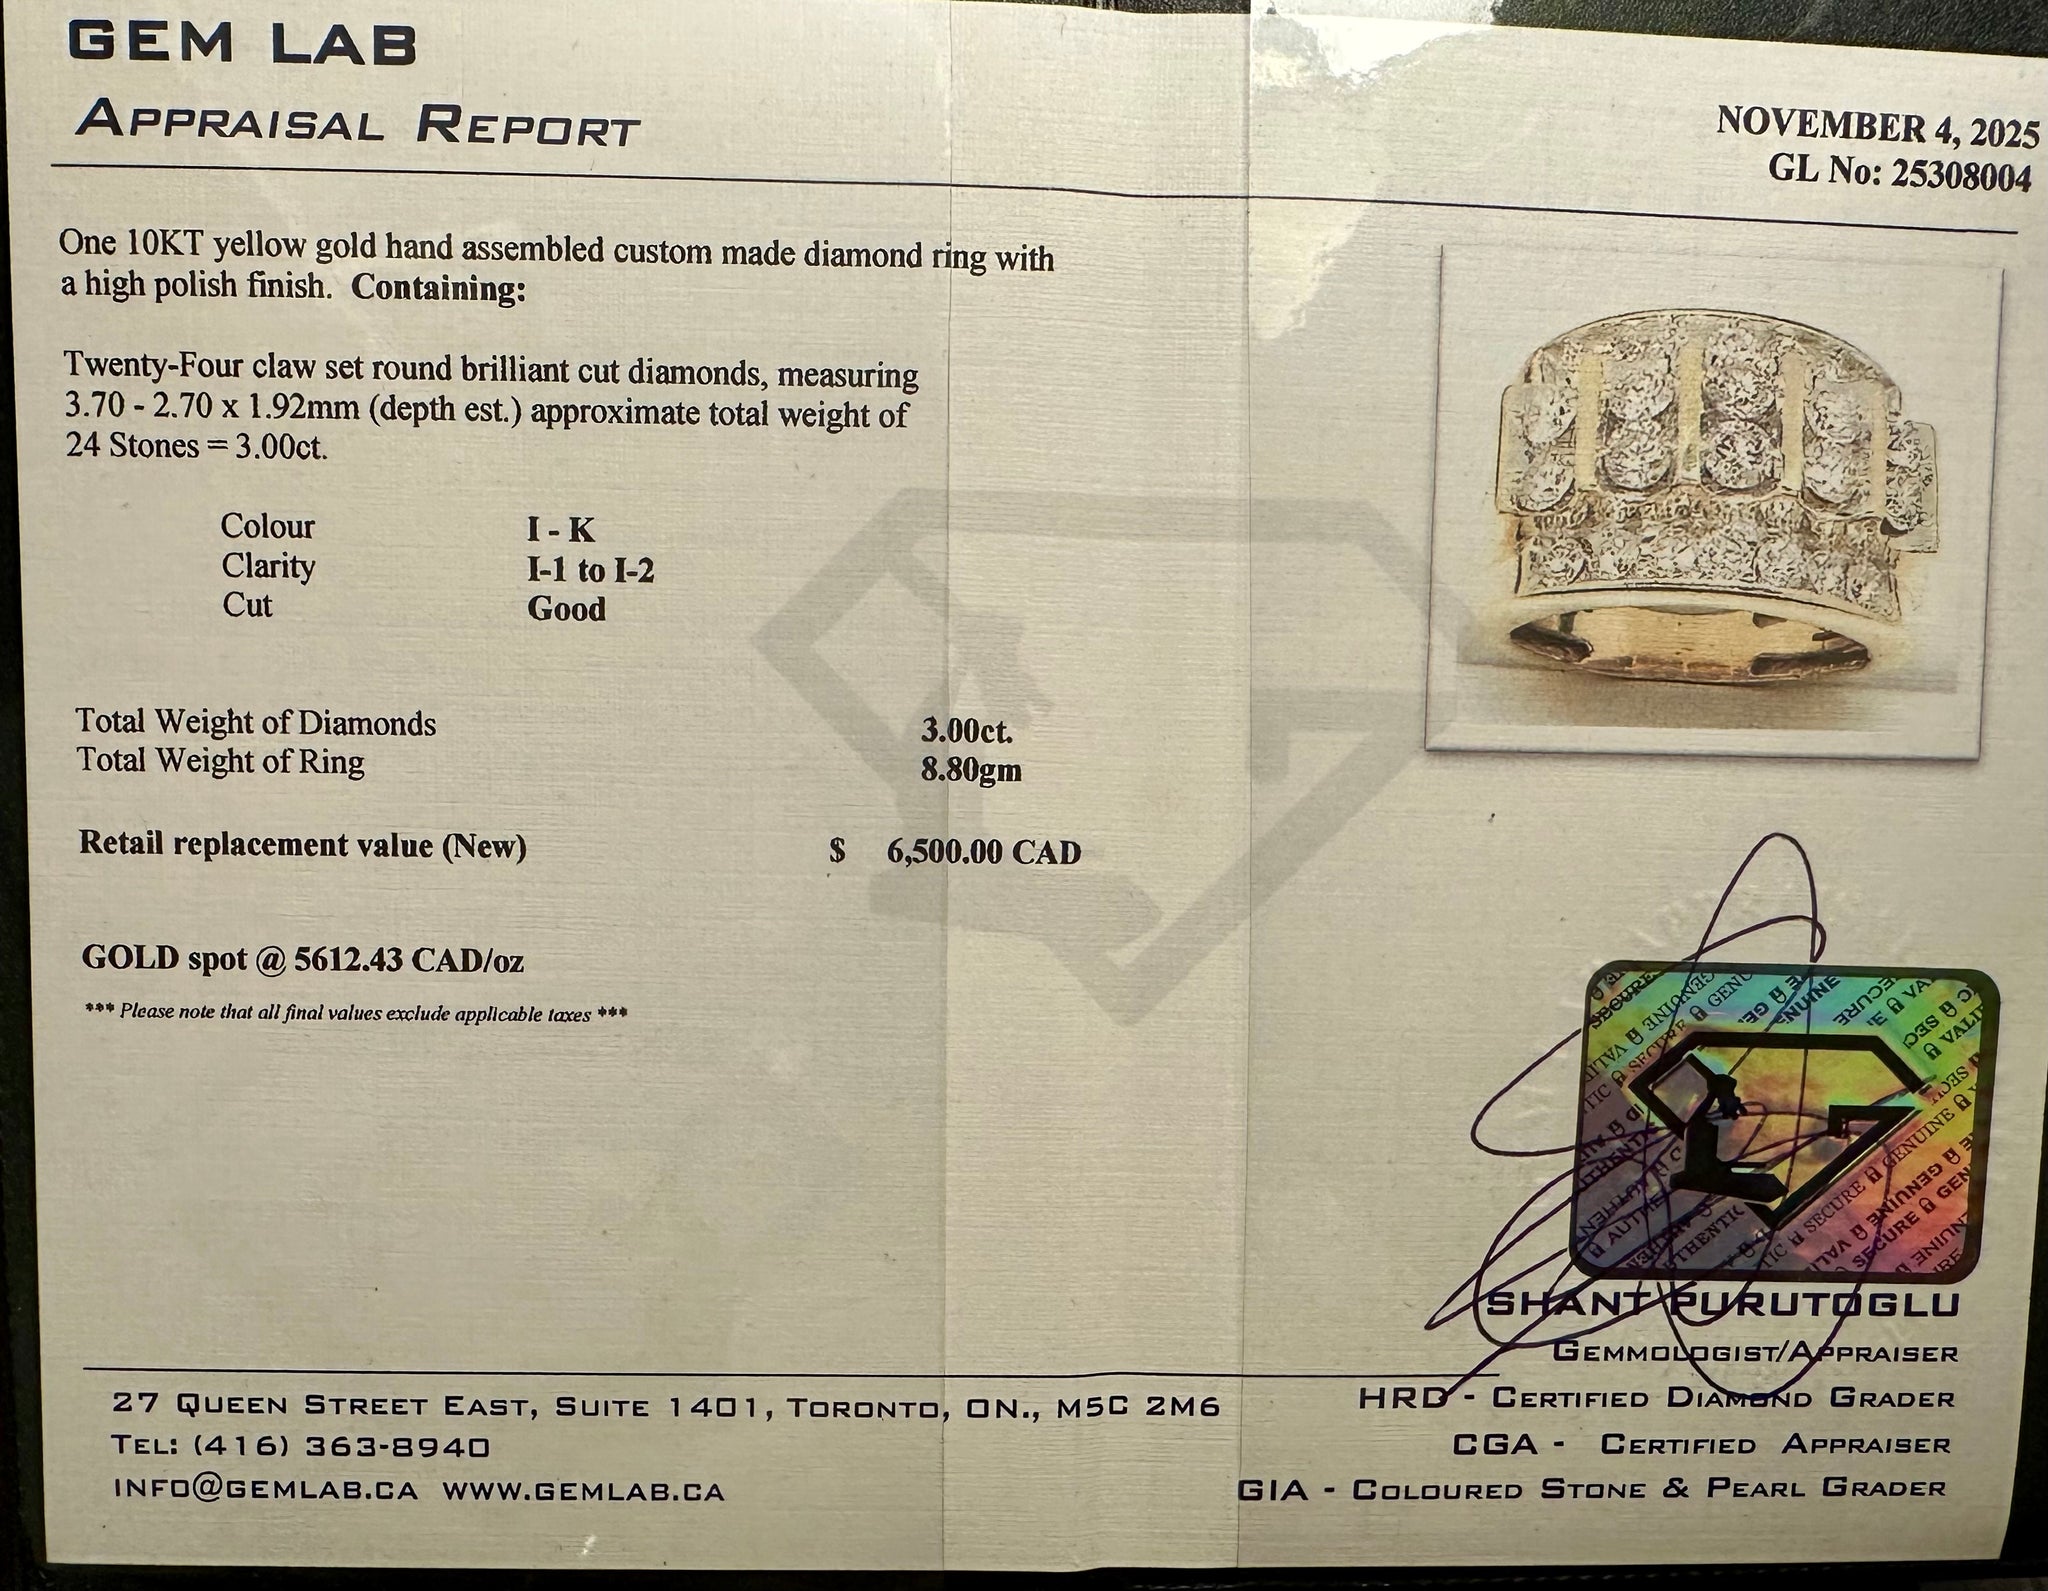 GEM LAB
APPRAISAL REPORT
NOVEMBER 4, 2025
GL No: 25308004
One 10KT yellow gold hand assembled custom made diamond ring with
a high polish finish. Containing:
Twenty-Four claw set round brilliant cut diamonds, measuring
3.70 - 2.70 x 1.92mm (depth est.) approximate total weight of
24 Stones = 3.00ct.
Colour I - K
Clarity I-1 to I-2
Cut Good
Total Weight of Diamonds 3.00ct.
Total Weight of Ring 8.80gm
Retail replacement value (New) $ 6,500.00 CAD
GOLD spot @ 5612.43 CAD/oz
*** Please note that all final values exclude applicable taxes ***
SHANT PURUTOGLU
GEMMOLOGIST/APPRAISER
HRD - CERTIFIED DIAMOND GRADER
CGA - CERTIFIED APPRAISER
GIA - COLOURED STONE & PEARL GRADER
27 QUEEN STREET EAST, SUITE 1401, TORONTO, ON., M5C 2M6
TEL: (416) 363-8940
INFO@GEMLAB.CA WWW.GEMLAB.CA